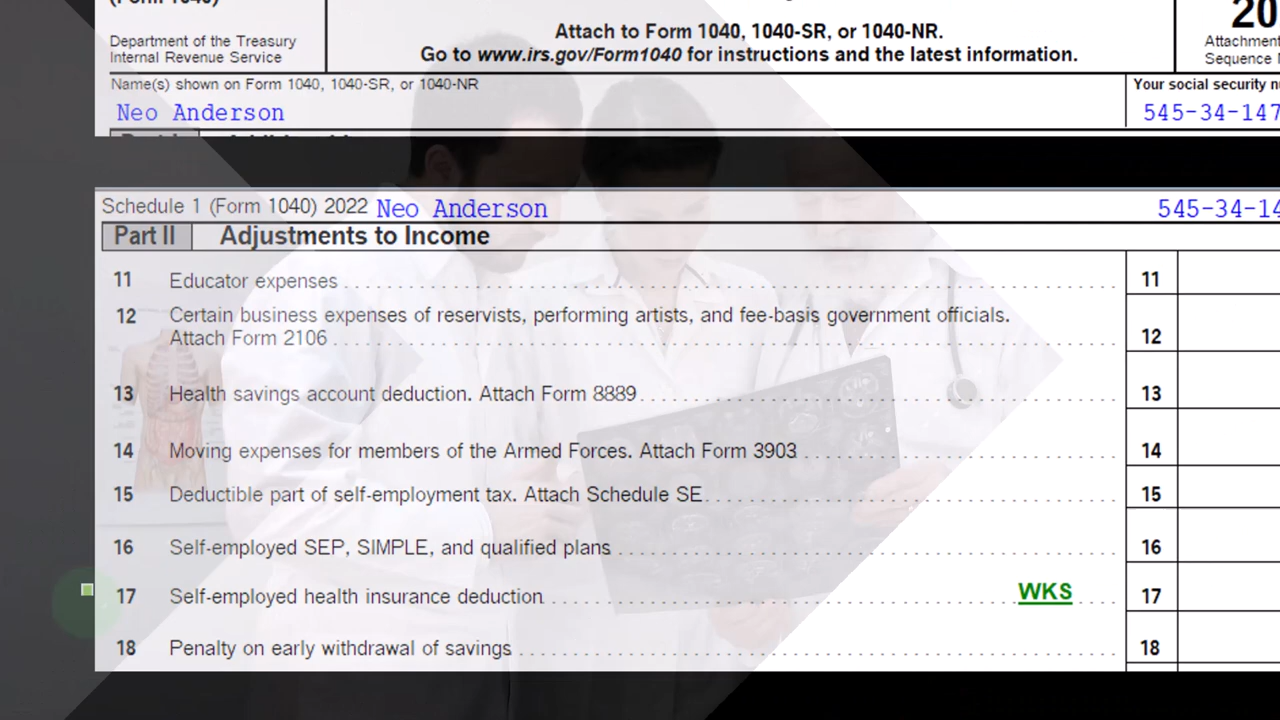 (Form 1040)
Attach to Form 1040, 1040-SR, or 1040-NR.
Go to www.irs.gov/Form1040 for instructions and the latest information.
Department of the Treasury
Internal Revenue Service
20
Attachment
Sequence
Name(s) shown on Form 1040, 1040-SR, or 1040-NR
Your social security
Neo Anderson
545-34-147
Schedule 1 (Form 1040) 2022 Neo Anderson
545-34-14
Part II Adjustments to Income
11 Educator expenses 11
12 Certain business expenses of reservists, performing artists, and fee-basis government officials.
Attach Form 2106 12
13 Health savings account deduction. Attach Form 8889 13
14 Moving expenses for members of the Armed Forces. Attach Form 3903 14
15 Deductible part of self-employment tax. Attach Schedule SE 15
16 Self-employed SEP, SIMPLE, and qualified plans 16
17 Self-employed health insurance deduction WKS 17
18 Penalty on early withdrawal of savings 18